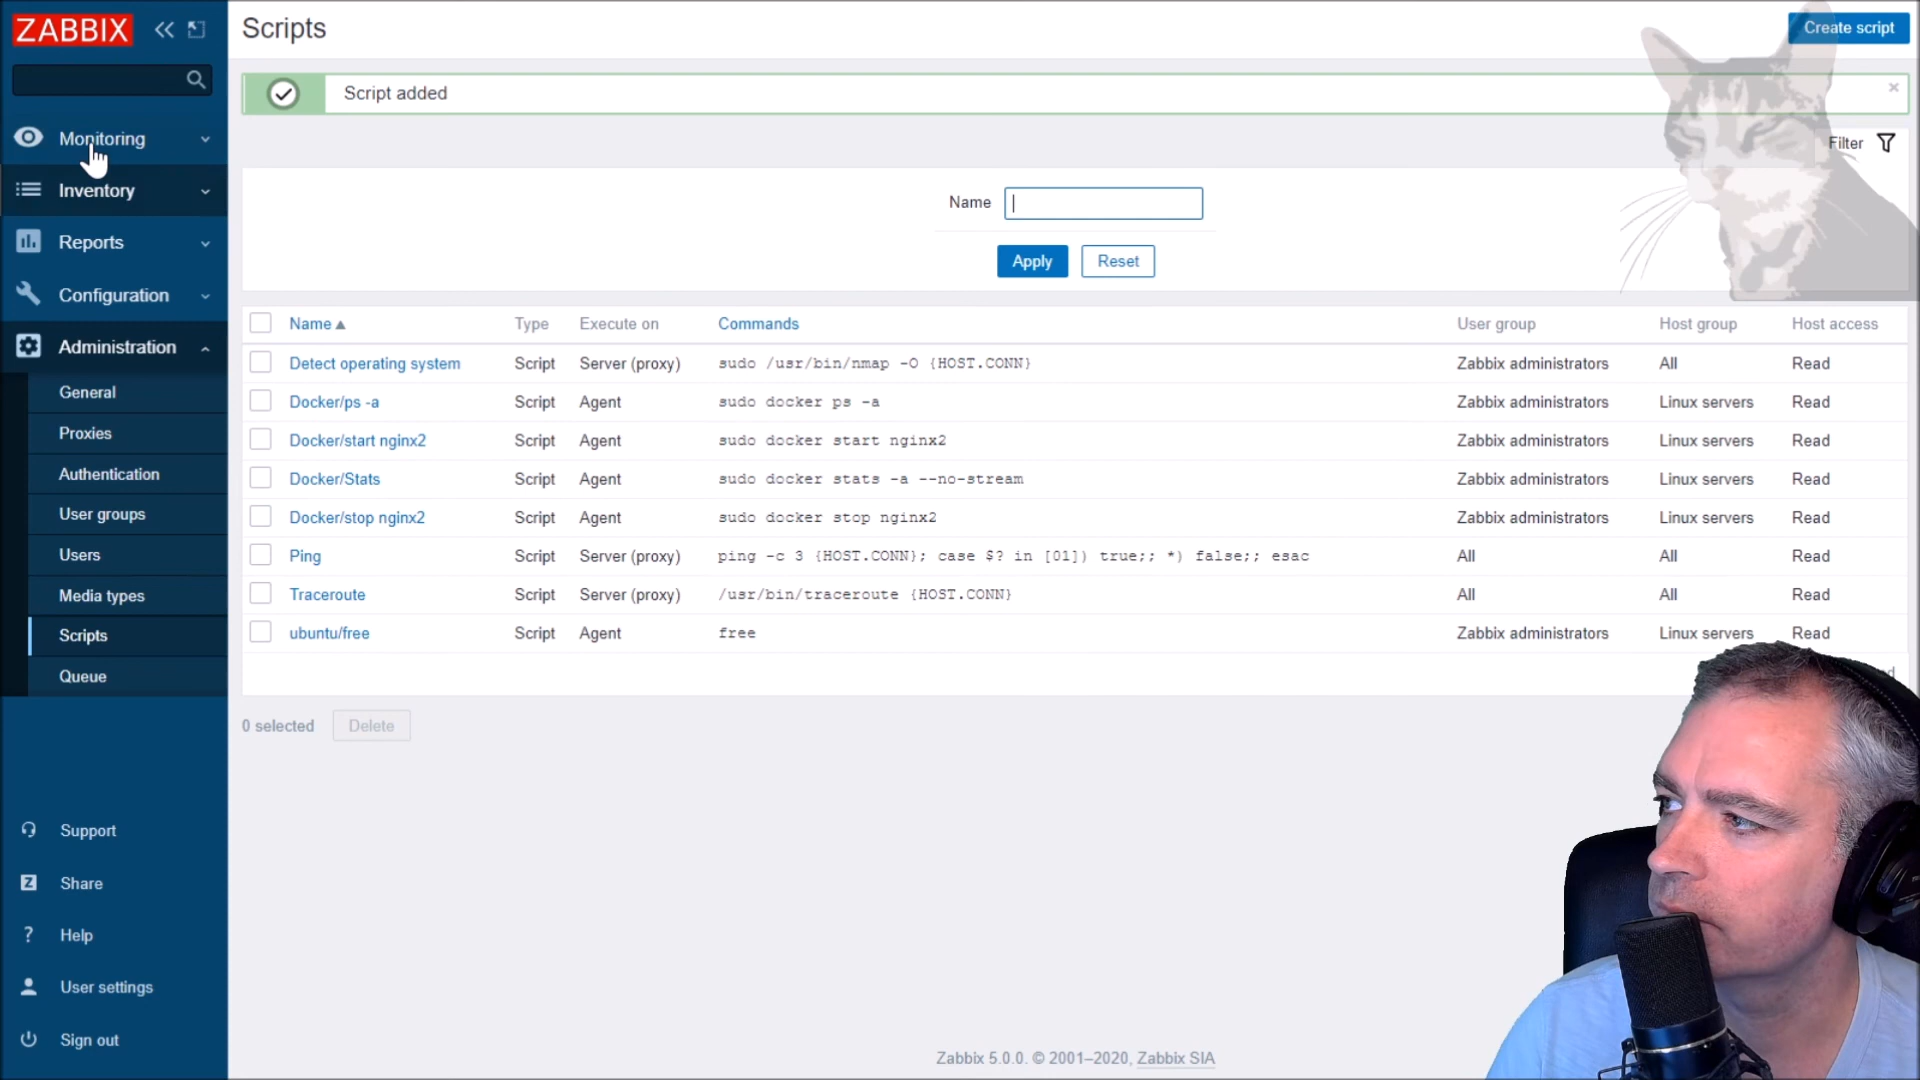 ZABBIX
Monitoring
Inventory
Reports
Configuration
Administration
General
Proxies
Authentication
User groups
Users
Media types
Scripts
Queue
Support
Share
Help
User settings
Sign out
Scripts
Create script
Script added
Filter
Name
Apply Reset
Name Type Execute on Commands User group Host group Host access
Detect operating system Script Server (proxy) sudo /usr/bin/nmap -O {HOST.CONN} Zabbix administrators All Read
Docker/ps -a Script Agent sudo docker ps -a Zabbix administrators Linux servers Read
Docker/start nginx2 Script Agent sudo docker start nginx2 Zabbix administrators Linux servers Read
Docker/Stats Script Agent sudo docker stats -a --no-stream Zabbix administrators Linux servers Read
Docker/stop nginx2 Script Agent sudo docker stop nginx2 Zabbix administrators Linux servers Read
Ping Script Server (proxy) ping -c 3 {HOST.CONN}; case $? in [01]) true;; *) false;; esac All All Read
Traceroute Script Server (proxy) /usr/bin/traceroute {HOST.CONN} All All Read
ubuntu/free Script Agent free Zabbix administrators Linux servers Read
0 selected Delete
Zabbix 5.0.0. © 2001–2020, Zabbix SIA